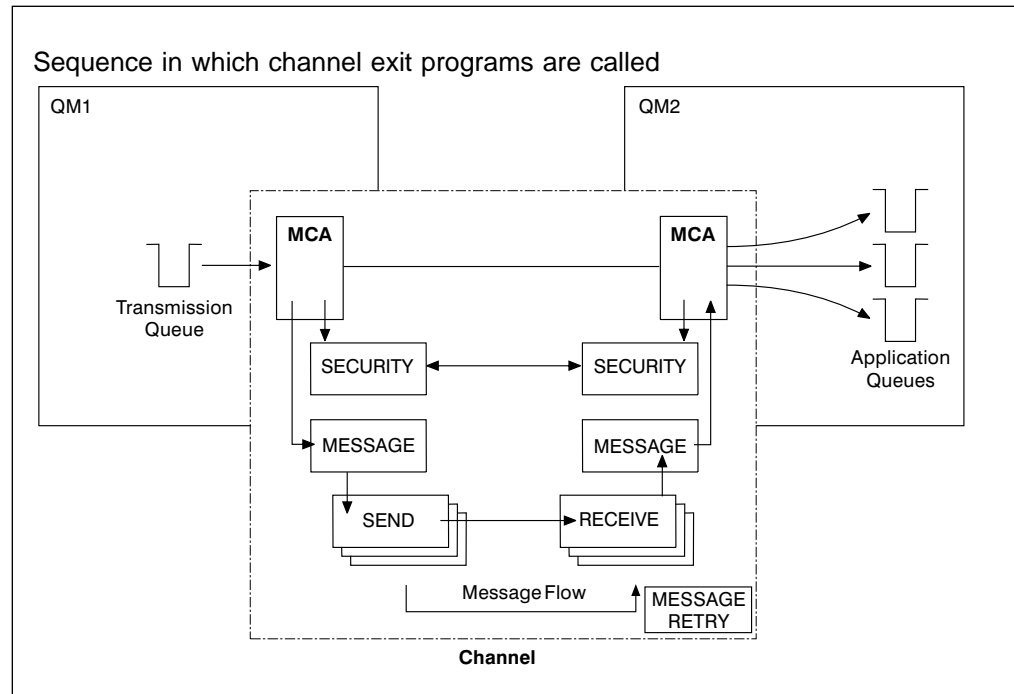 Sequence in which channel exit programs are called
QM1
QM2
MCA
MCA
Transmission
Queue
SECURITY
SECURITY
Application
Queues
MESSAGE
MESSAGE
SEND
RECEIVE
Message Flow
MESSAGE
RETRY
Channel